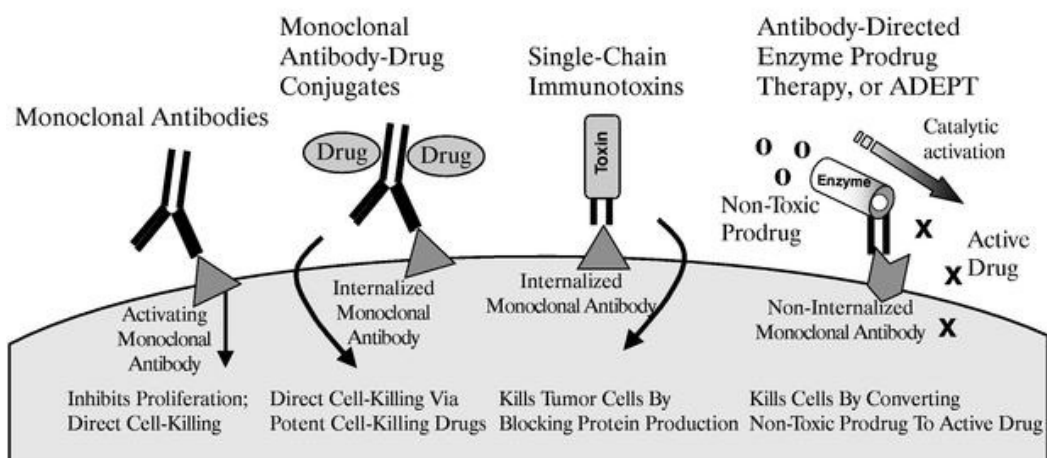 Monoclonal Antibodies
Monoclonal
Antibody-Drug
Conjugates
Drug
Drug
Single-Chain
Immunotoxins
Toxin
Antibody-Directed
Enzyme Prodrug
Therapy, or ADEPT
Catalytic
activation
o
o
o
Enzyme
Non-Toxic
Prodrug
X
Active
Drug
X
X
Activating
Monoclonal
Antibody
Internalized
Monoclonal
Antibody
Internalized
Monoclonal Antibody
Non-Internalized
Monoclonal Antibody
Inhibits Proliferation;
Direct Cell-Killing
Direct Cell-Killing Via
Potent Cell-Killing Drugs
Kills Tumor Cells By
Blocking Protein Production
Kills Cells By Converting
Non-Toxic Prodrug To Active Drug